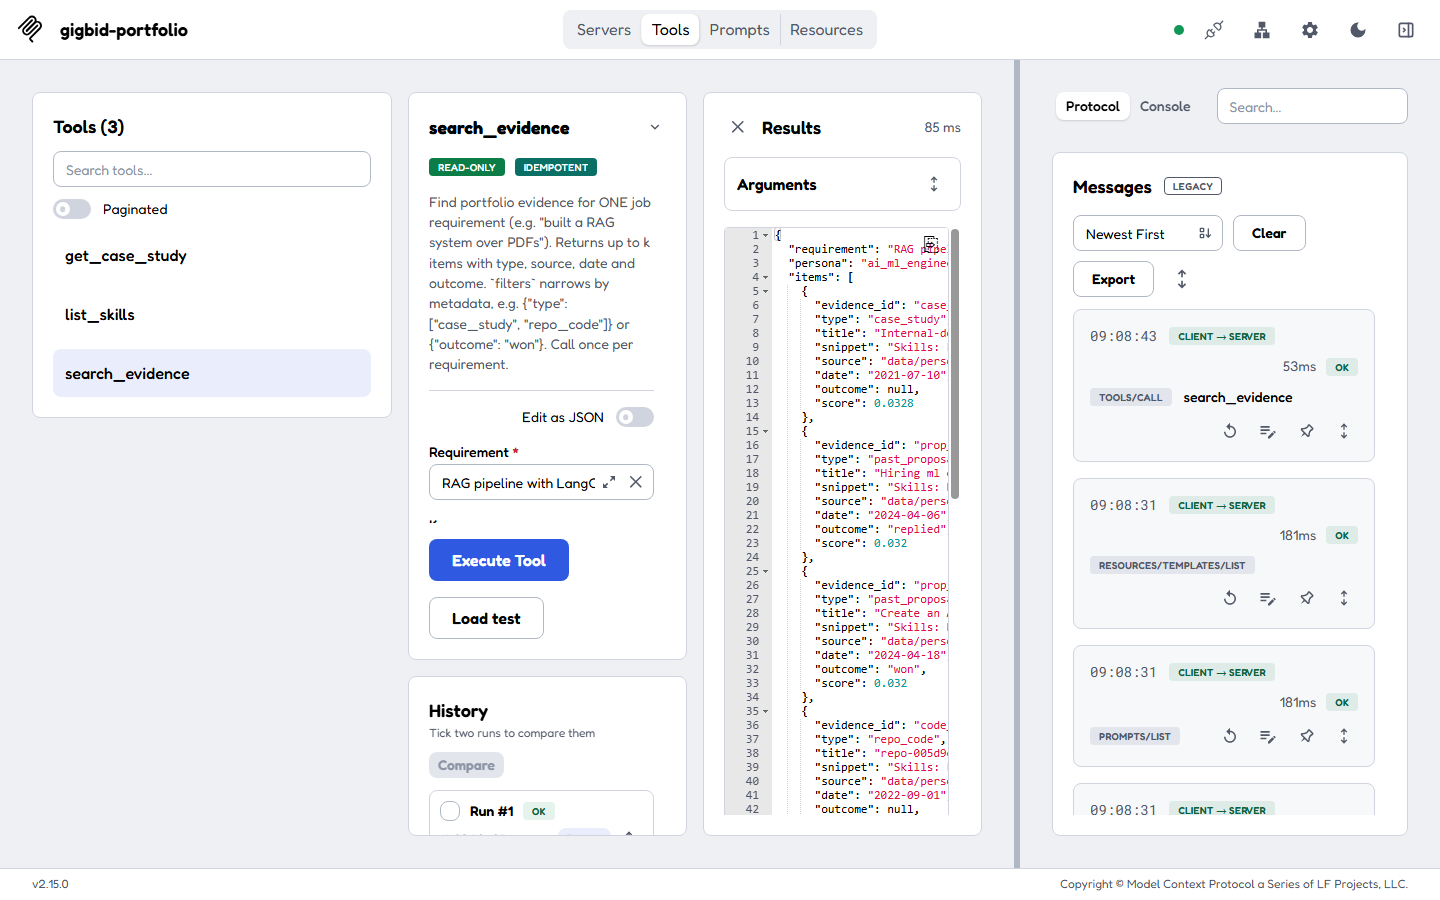 gigbid-portfolio
Servers
Tools
Prompts
Resources
Tools (3)
Search tools...
Paginated
get_case_study
list_skills
search_evidence
search_evidence
READ-ONLY
IDEMPOTENT
Find portfolio evidence for ONE job
requirement (e.g. "built a RAG
system over PDFs"). Returns up to k
items with type, source, date and
outcome. `filters` narrows by
metadata, e.g. {"type":
["case_study", "repo_code"]} or
{"outcome": "won"}. Call once per
requirement.
Edit as JSON
Requirement *
RAG pipeline with LangC
Execute Tool
Load test
History
Tick two runs to compare them
Compare
Run #1
OK
Results
85 ms
Arguments
1 {
2 "requirement": "RAG pipe
3 "persona": "ai_ml_enginee
4 "items": [
5 {
6 "evidence_id": "case_
7 "type": "case_study"
8 "title": "Internal-d
9 "snippet": "Skills:
10 "source": "data/perso
11 "date": "2021-07-10"
12 "outcome": null,
13 "score": 0.0328
14 },
15 {
16 "evidence_id": "prop_
17 "type": "past_proposa
18 "title": "Hiring ml
19 "snippet": "Skills:
20 "source": "data/perso
21 "date": "2024-04-06"
22 "outcome": "replied"
23 "score": 0.032
24 },
25 {
26 "evidence_id": "prop_
27 "type": "past_proposa
28 "title": "Create an
29 "snippet": "Skills:
30 "source": "data/perso
31 "date": "2024-04-18"
32 "outcome": "won",
33 "score": 0.032
34 },
35 {
36 "evidence_id": "code_
37 "type": "repo_code",
38 "title": "repo-005d9
39 "snippet": "Skills:
40 "source": "data/perso
41 "date": "2022-09-01"
42 "outcome": null,
Protocol
Console
Search...
Messages
LEGACY
Newest First
Clear
Export
09:08:43
CLIENT → SERVER
53ms
OK
TOOLS/CALL
search_evidence
09:08:31
CLIENT → SERVER
181ms
OK
RESOURCES/TEMPLATES/LIST
09:08:31
CLIENT → SERVER
181ms
OK
PROMPTS/LIST
09:08:31
CLIENT → SERVER
v2.15.0
Copyright © Model Context Protocol a Series of LF Projects, LLC.